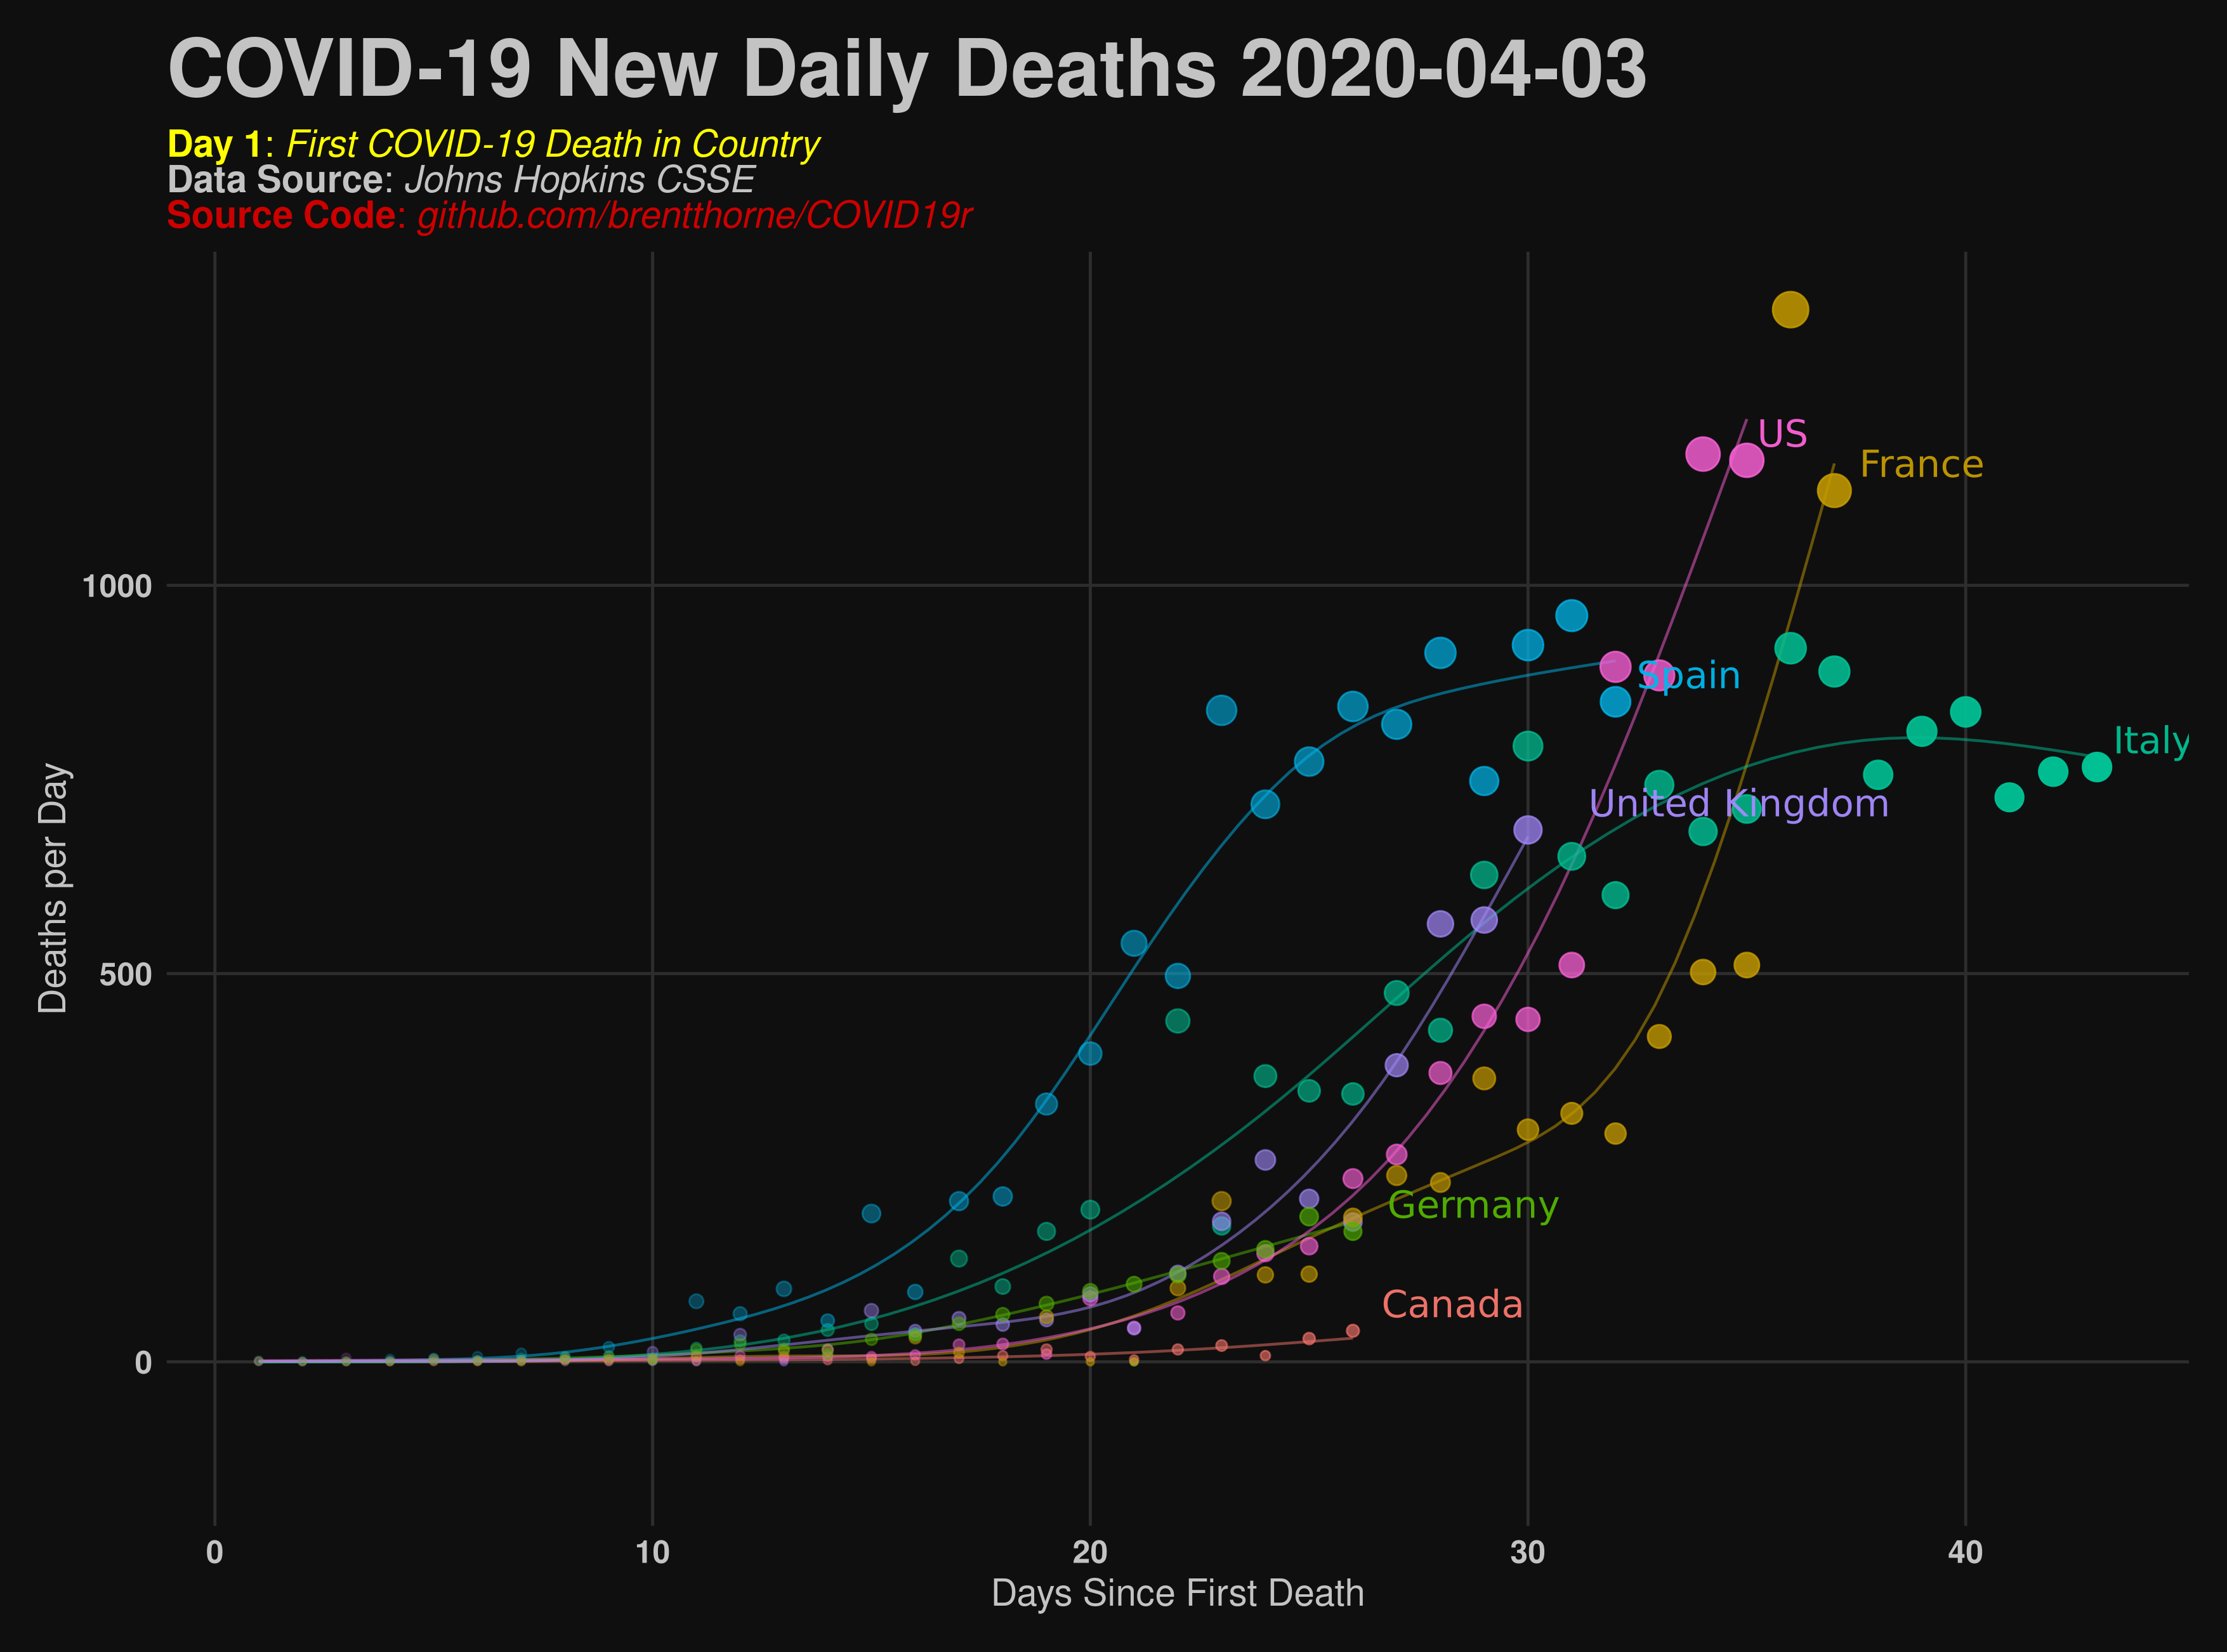 COVID-19 New Daily Deaths 2020-04-03
Day 1: First COVID-19 Death in Country
Data Source: Johns Hopkins CSSE
Source Code: github.com/brentthorne/COVID19r
US
France
1000
Spain
Italy
United Kingdom
Deaths per Day
500
Germany
Canada
0
0 10 20 30 40
Days Since First Death